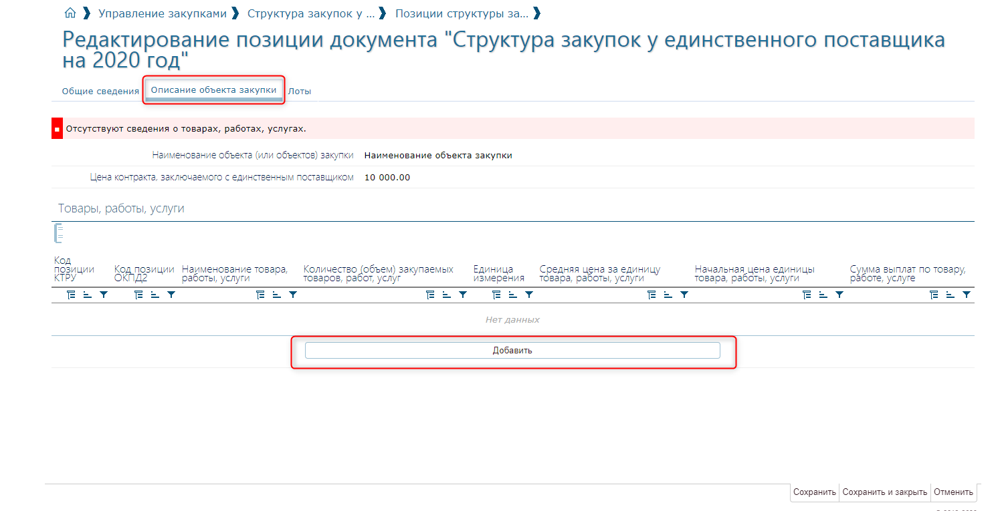 Управление закупками Структура закупок у ... Позиции структуры за...
Редактирование позиции документа "Структура закупок у единственного поставщика
на 2020 год"
Общие сведения Описание объекта закупки Лоты
Отсутствуют сведения о товарах, работах, услугах.
Наименование объекта (или объектов) закупки Наименование объекта закупки
Цена контракта, заключаемого с единственным поставщиком 10 000.00
Товары, работы, услуги
Код
позиции
КТРУ
Код позиции
ОКПД2
Наименование товара,
работы, услуги
Количество (объем) закупаемых
товаров, работ, услуг
Единица
измерения
Средняя цена за единицу
товара, работы, услуги
Начальная цена единицы
товара, работы, услуги
Сумма выплат по товару,
работе, услуге
Нет данных
Добавить
Сохранить Сохранить и закрыть Отменить